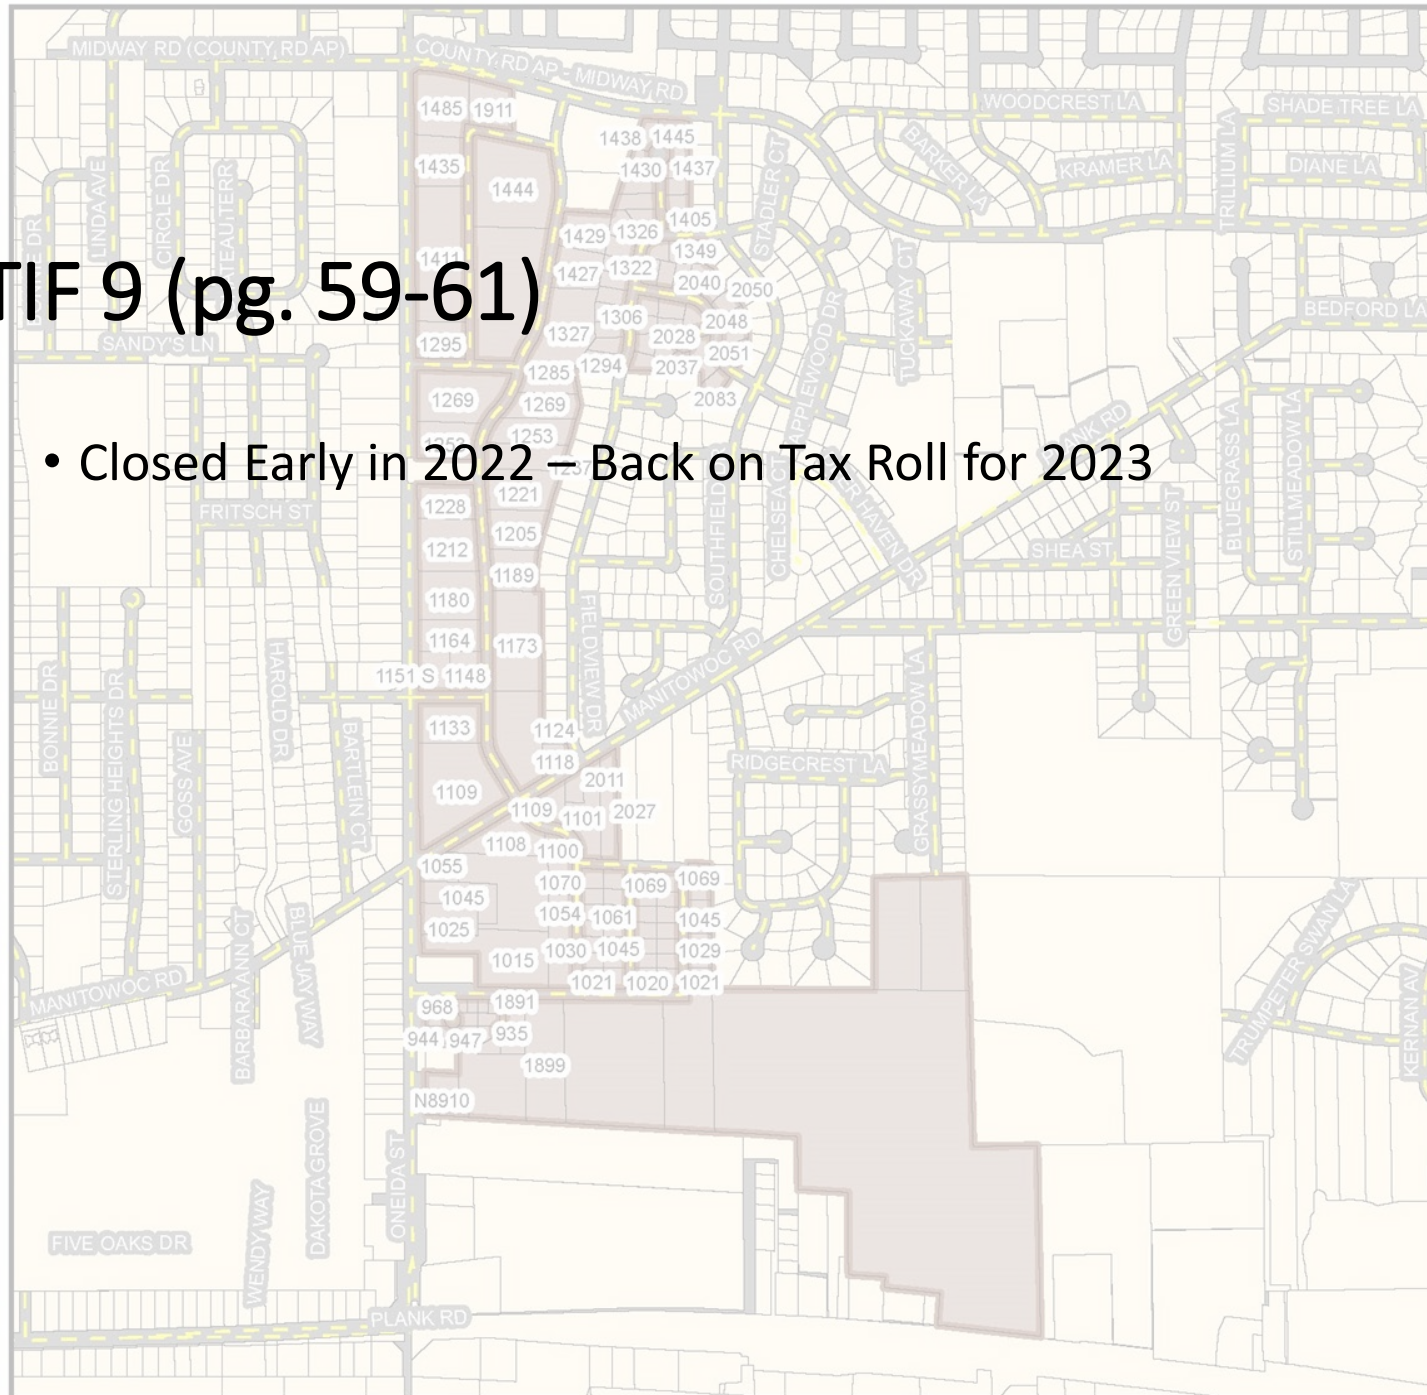 MIDWAY RD (COUNTY RD AP)
COUNTY RD AP - MIDWAY RD
WOODCREST LA
SHADE TREE LA
1485 1911
1438 1445
BARKER LA
KRAMER LA
DIANE LA
TRILLIUM LA
LINDA AVE
CIRCLE DR
STADLER CT
1435
1444
1430 1437
1405
1429 1326
1349
1427 1322
2040 2050
TUCKAWAY CT
TIF 9 (pg. 59-61)
1411
1306
2048
APPLEWOOD DR
BEDFORD LA
1327
2028
SANDY'S LN
1295
2051
1285 1294 2037
1269
1269
2083
1253
• Closed Early in 2022 – Back on Tax Roll for 2023
1221
1228
FRITSCH ST
1205
1212
SOUTHFIELD
CHELSEA CT
SHEA ST
GREEN VIEW ST
BLUEGRASS LA
STILLMEADOW LA
1189
1180
FIELDVIEW DR
1164
1173
1151 S 1148
MANITOWOC RD
BONNIE DR
STERLING HEIGHTS DR
GOSS AVE
HAROLD DR
BARTLEIN CT
1133
1124
1118
RIDGECREST LA
GRASSYMEADOW LA
2011
1109
1109 1101 2027
1108 1100
1055
1070 1069 1069
1045
1054 1061 1045
1025
1030 1045 1029
1015
1021 1020 1021
MANITOWOC RD
BARBARA ANN CT
BLUE JAY WAY
TRUMPETER SWAN LA
KERNAN AV
968 1891
944 947 935
1899
N8910
FIVE OAKS DR
WENDY WAY
DAKOTA GROVE
ONEIDA ST
PLANK RD